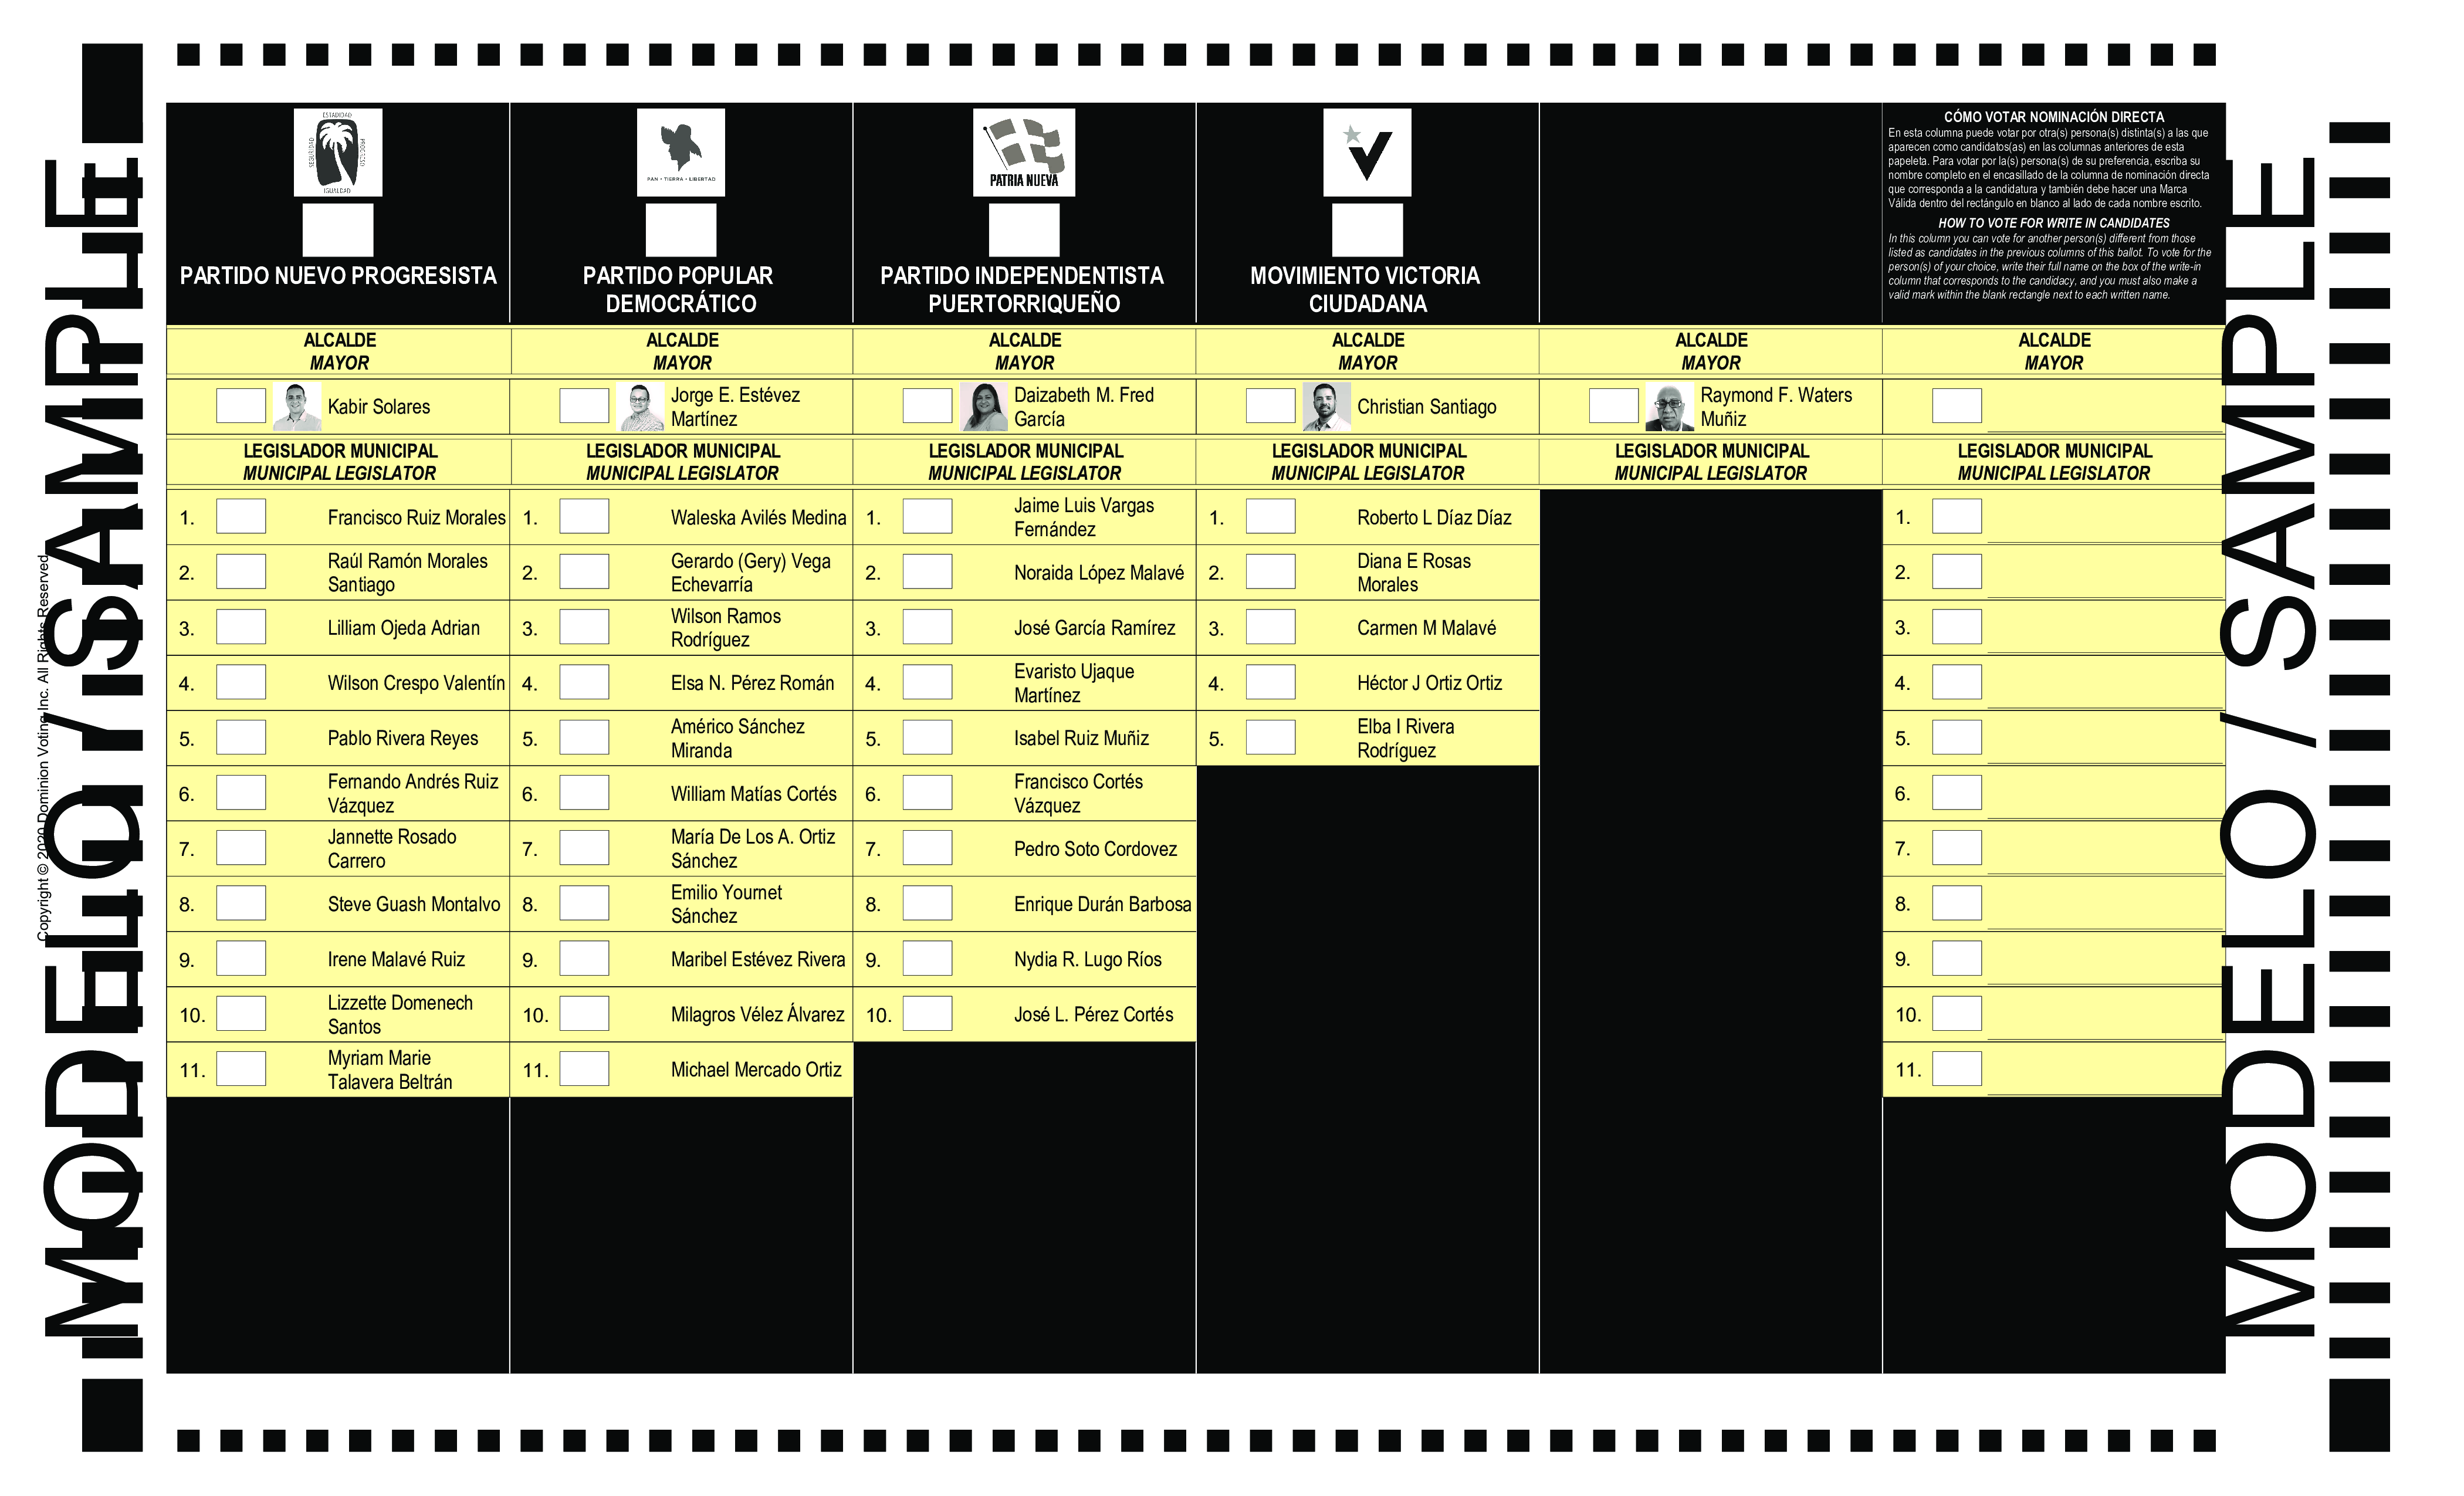 ESTADIDAD
SEGURIDAD
PROGRESO
IGUALDAD
PARTIDO NUEVO PROGRESISTA
PAN • TIERRA • LIBERTAD
PARTIDO POPULAR
DEMOCRÁTICO
PATRIA NUEVA
PARTIDO INDEPENDENTISTA
PUERTORRIQUEÑO
MOVIMIENTO VICTORIA
CIUDADANA
CÓMO VOTAR NOMINACIÓN DIRECTA
En esta columna puede votar por otra(s) persona(s) distinta(s) a las que
aparecen como candidatos(as) en las columnas anteriores de esta
papeleta. Para votar por la(s) persona(s) de su preferencia, escriba su
nombre completo en el encasillado de la columna de nominación directa
que corresponda a la candidatura y también debe hacer una Marca
Válida dentro del rectángulo en blanco al lado de cada nombre escrito.
HOW TO VOTE FOR WRITE IN CANDIDATES
In this column you can vote for another person(s) different from those
listed as candidates in the previous columns of this ballot. To vote for the
person(s) of your choice, write their full name on the box of the write-in
column that corresponds to the candidacy, and you must also make a
valid mark within the blank rectangle next to each written name.
ALCALDE
MAYOR
Kabir Solares
LEGISLADOR MUNICIPAL
MUNICIPAL LEGISLATOR
1. Francisco Ruiz Morales
2. Raúl Ramón Morales
Santiago
3. Lilliam Ojeda Adrian
4. Wilson Crespo Valentín
5. Pablo Rivera Reyes
6. Fernando Andrés Ruiz
Vázquez
7. Jannette Rosado
Carrero
8. Steve Guash Montalvo
9. Irene Malavé Ruiz
10. Lizzette Domenech
Santos
11. Myriam Marie
Talavera Beltrán
ALCALDE
MAYOR
Jorge E. Estévez
Martínez
LEGISLADOR MUNICIPAL
MUNICIPAL LEGISLATOR
1. Waleska Avilés Medina
2. Gerardo (Gery) Vega
Echevarría
3. Wilson Ramos
Rodríguez
4. Elsa N. Pérez Román
5. Américo Sánchez
Miranda
6. William Matías Cortés
7. María De Los A. Ortiz
Sánchez
8. Emilio Yournet
Sánchez
9. Maribel Estévez Rivera
10. Milagros Vélez Álvarez
11. Michael Mercado Ortiz
ALCALDE
MAYOR
Daizabeth M. Fred
García
LEGISLADOR MUNICIPAL
MUNICIPAL LEGISLATOR
1. Jaime Luis Vargas
Fernández
2. Noraida López Malavé
3. José García Ramírez
4. Evaristo Ujaque
Martínez
5. Isabel Ruiz Muñiz
6. Francisco Cortés
Vázquez
7. Pedro Soto Cordovez
8. Enrique Durán Barbosa
9. Nydia R. Lugo Ríos
10. José L. Pérez Cortés
ALCALDE
MAYOR
Christian Santiago
LEGISLADOR MUNICIPAL
MUNICIPAL LEGISLATOR
1. Roberto L Díaz Díaz
2. Diana E Rosas
Morales
3. Carmen M Malavé
4. Héctor J Ortiz Ortiz
5. Elba I Rivera
Rodríguez
ALCALDE
MAYOR
Raymond F. Waters
Muñiz
LEGISLADOR MUNICIPAL
MUNICIPAL LEGISLATOR
ALCALDE
MAYOR
LEGISLADOR MUNICIPAL
MUNICIPAL LEGISLATOR
1.
2.
3.
4.
5.
6.
7.
8.
9.
10.
11.
MODELO / SAMPLE
MODELO / SAMPLE
Copyright © 2020 Dominion Voting Inc. All Rights Reserved